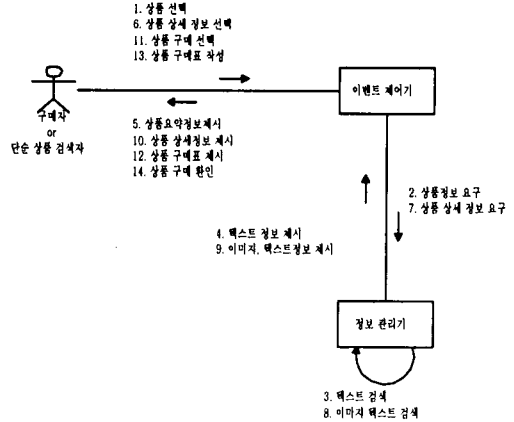 1. 상품 선택
6. 상품 상세 정보 선택
11. 상품 구매 선택
13. 상품 구매표 작성
이벤트 제어기
구매자
or
단순 상품 검색자
5. 상품요약정보제시
10. 상품 상세정보 제시
12. 상품 구매표 제시
14. 상품 구매 확인
2. 상품정보 요구
7. 상품 상세 정보 요구
4. 텍스트 정보 제시
9. 이미지, 텍스트정보 제시
정보 관리기
3. 텍스트 검색
8. 이미지 텍스트 검색